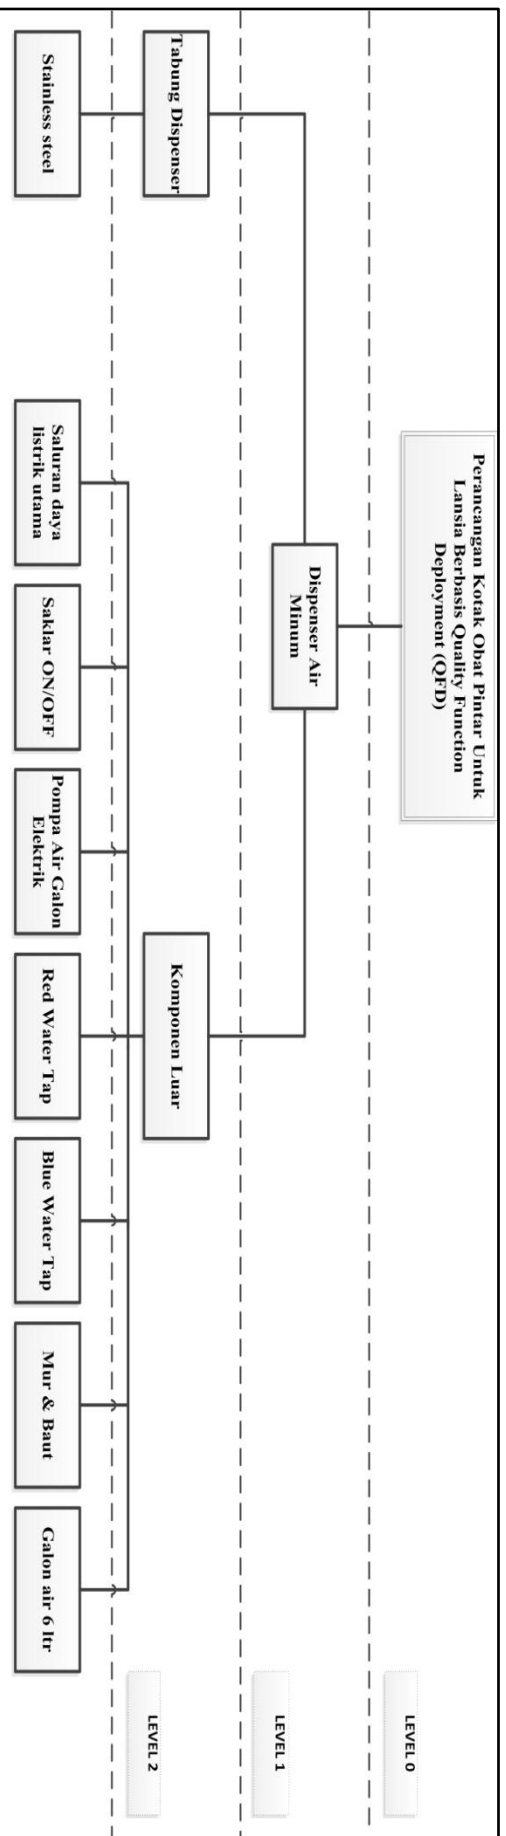 Perancangan Kotak Obat Pintar Untuk
Lansia Berbasis Quality Function
Deployment (QFD)
LEVEL 0
Dispenser Air
Minum
LEVEL 1
Tabung Dispenser
Komponen Luar
LEVEL 2
Stainless steel
Saluran daya
listrik utama
Saklar ON/OFF
Pompa Air Galon
Elektrik
Red Water Tap
Blue Water Tap
Mur & Baut
Galon air 6 ltr